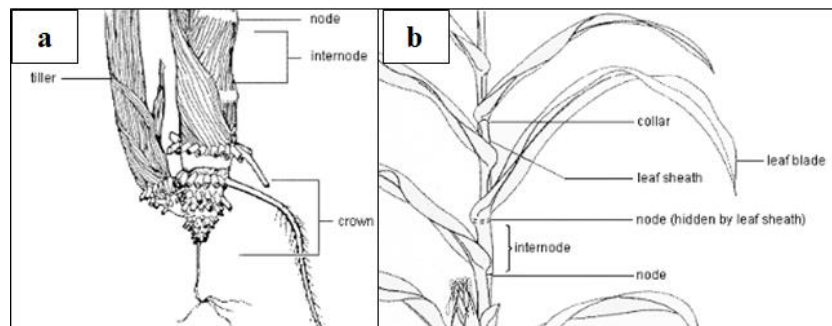 a
node
internode
tiller
crown
b
collar
leaf blade
leaf sheath
node (hidden by leaf sheath)
internode
node